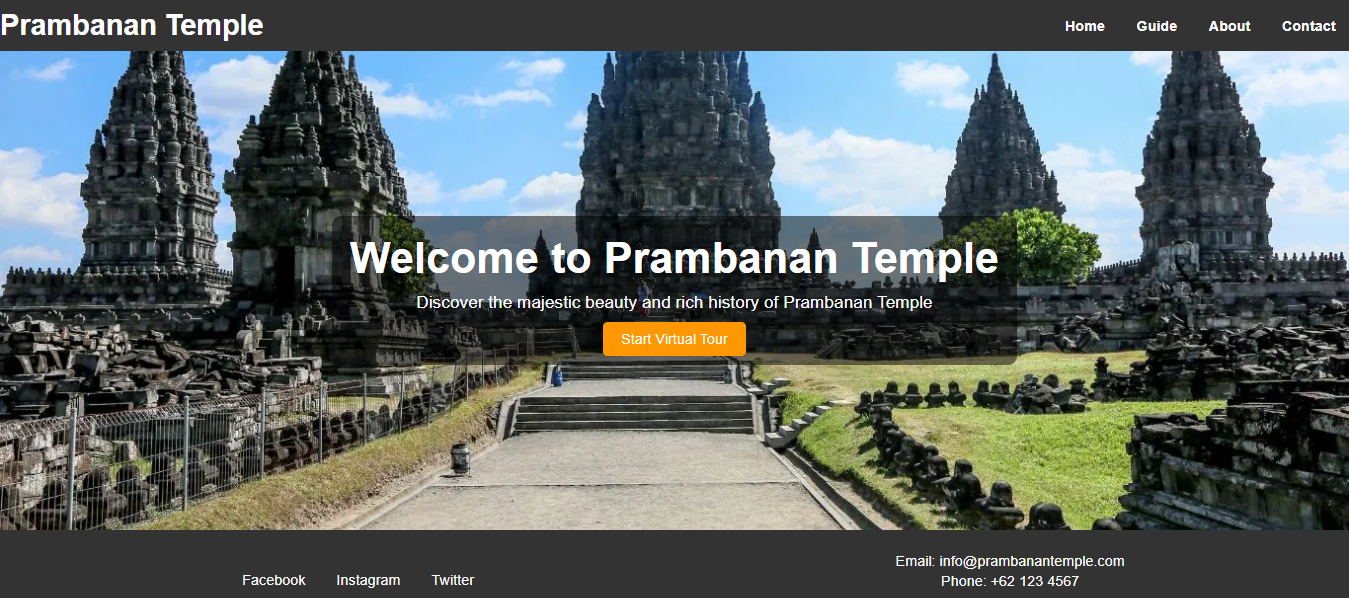 Prambanan Temple
Home Guide About Contact
Welcome to Prambanan Temple
Discover the majestic beauty and rich history of Prambanan Temple
Start Virtual Tour
Facebook Instagram Twitter
Email: info@prambanantemple.com
Phone: +62 123 4567